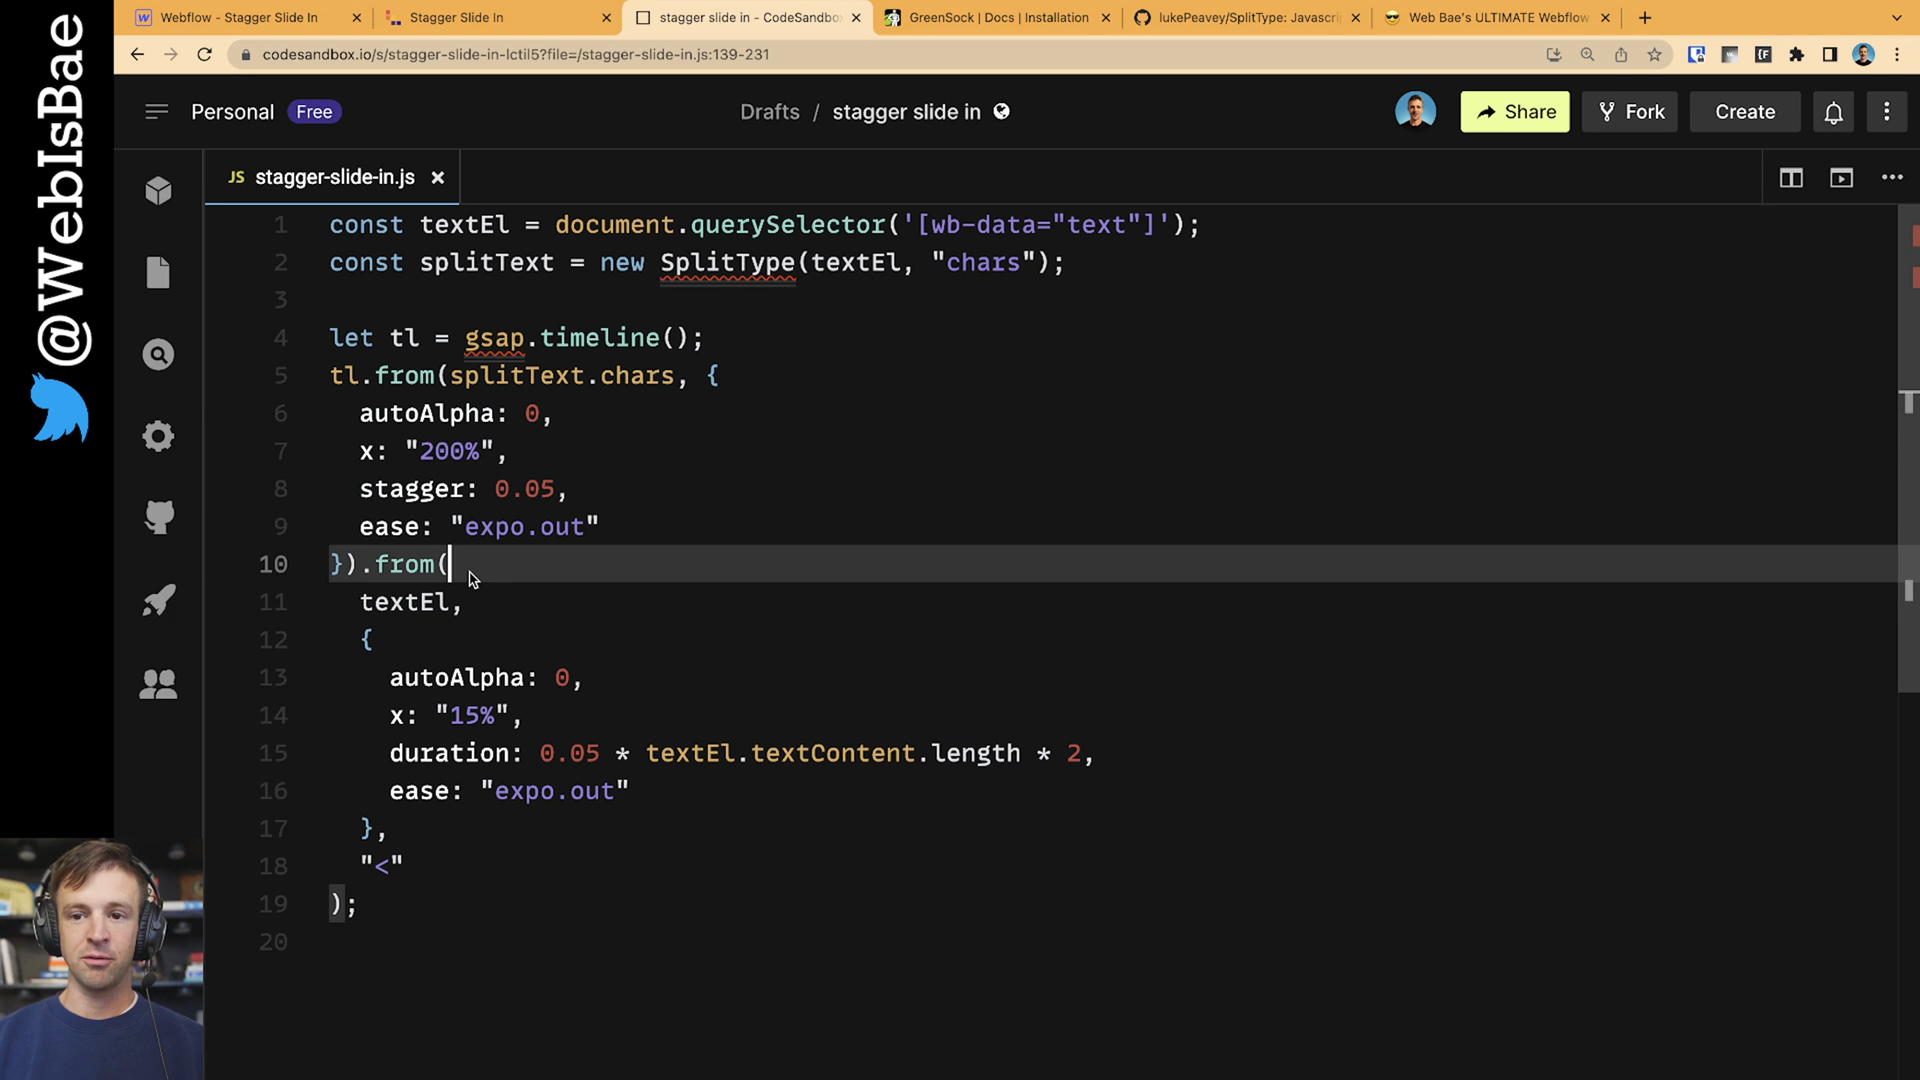 Webflow - Stagger Slide In
Stagger Slide In
stagger slide in - CodeSandbo
GreenSock | Docs | Installation
lukePeavey/SplitType: Javascri
Web Bae's ULTIMATE Webflow
codesandbox.io/s/stagger-slide-in-lctil5?file=/stagger-slide-in.js:139-231
@WebIsBae
Personal Free
Drafts / stagger slide in
Share
Fork
Create
JS stagger-slide-in.js
1 const textEl = document.querySelector('[wb-data="text"]');
2 const splitText = new SplitType(textEl, "chars");
3
4 let tl = gsap.timeline();
5 tl.from(splitText.chars, {
6 autoAlpha: 0,
7 x: "200%",
8 stagger: 0.05,
9 ease: "expo.out"
10 }).from(
11 textEl,
12 {
13 autoAlpha: 0,
14 x: "15%",
15 duration: 0.05 * textEl.textContent.length * 2,
16 ease: "expo.out"
17 },
18 "<"
19 );
20